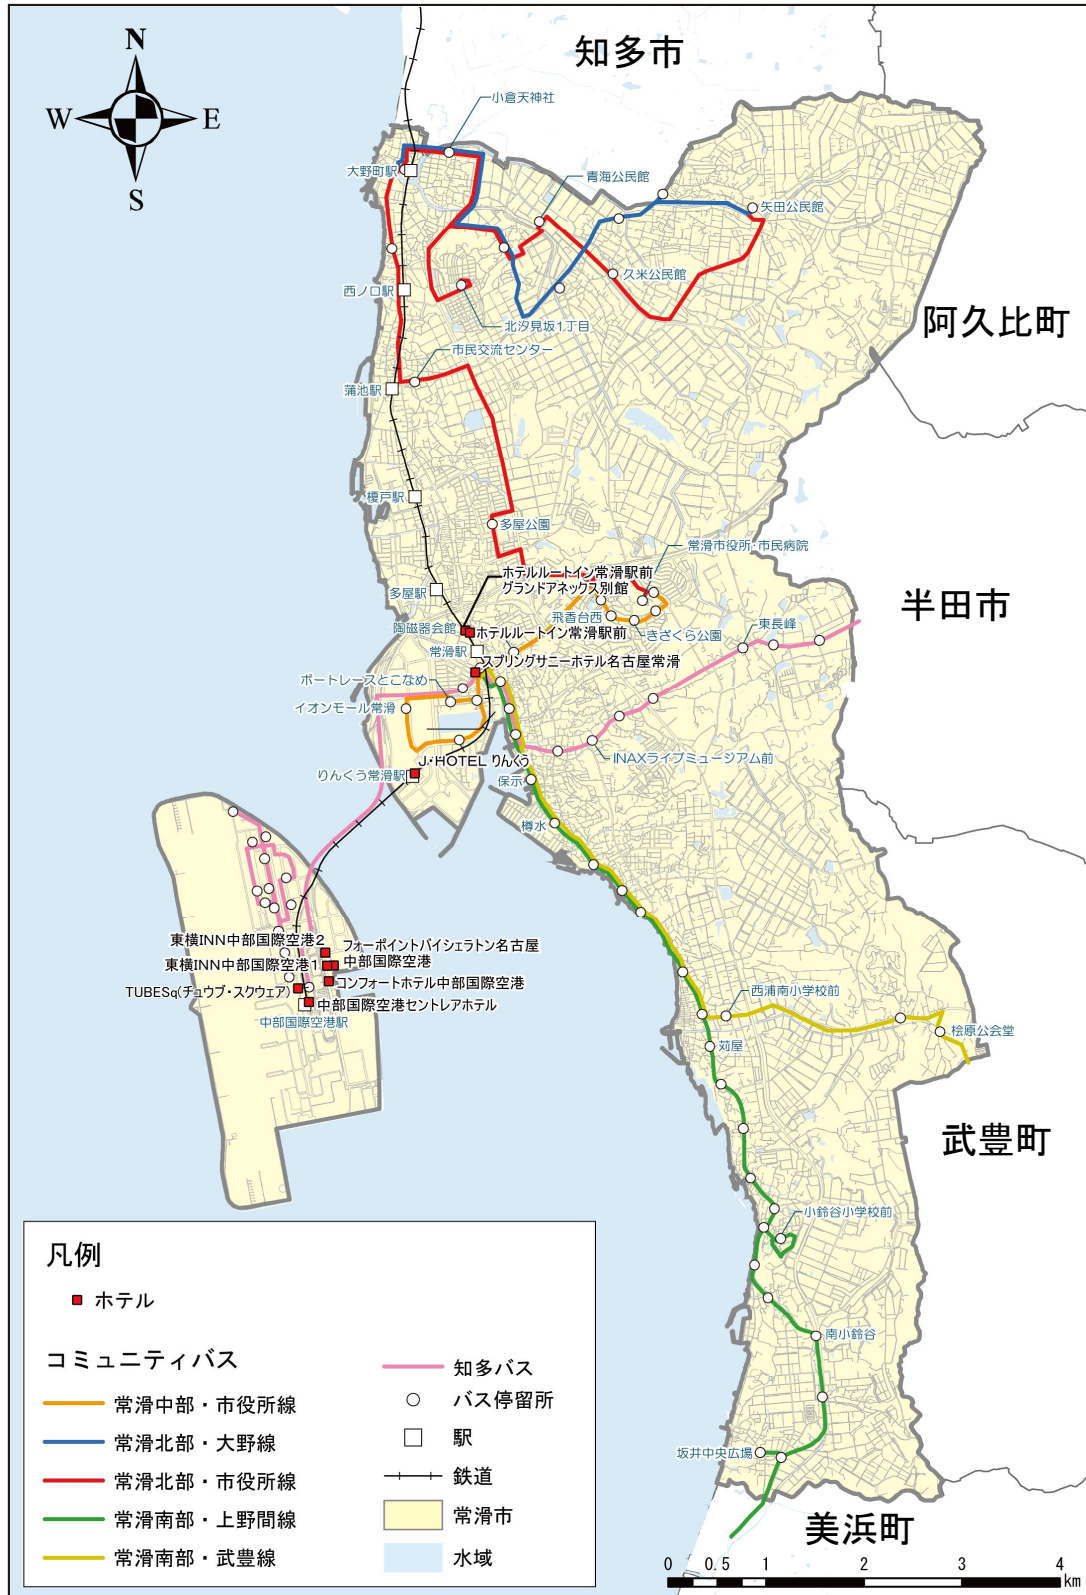 知多市
N
W
E
S
小倉天神社
大野町駅
青海公民館
矢田公民館
久米公民館
西ノ口駅
北汐見坂1丁目
阿久比町
市民交流センター
蒲池駅
榎戸駅
多屋公園
常滑市役所・市民病院
ホテルルートイン常滑駅前
グランドアネックス別館
多屋駅
半田市
飛香台西
きざくら公園
東長峰
陶磁器会館
ホテルルートイン常滑駅前
常滑駅
スプリングサニーホテル名古屋常滑
ボートレースとこなめ
イオンモール常滑
INAXライブミュージアム前
J・HOTEL りんくう
りんくう常滑駅
保示
樽水
東横INN中部国際空港2
フォーポイントバイシェラトン名古屋
中部国際空港
東横INN中部国際空港1
コンフォートホテル中部国際空港
TUBESq(チュウブ・スクウェア)
中部国際空港セントレアホテル
中部国際空港駅
西浦南小学校前
桧原公会堂
苅屋
武豊町
小鈴谷小学校前
南小鈴谷
坂井中央広場
美浜町
凡例
ホテル
コミュニティバス
常滑中部・市役所線
常滑北部・大野線
常滑北部・市役所線
常滑南部・上野間線
常滑南部・武豊線
知多バス
バス停留所
駅
鉄道
常滑市
水域
0 0.5 1 2 3 4
km